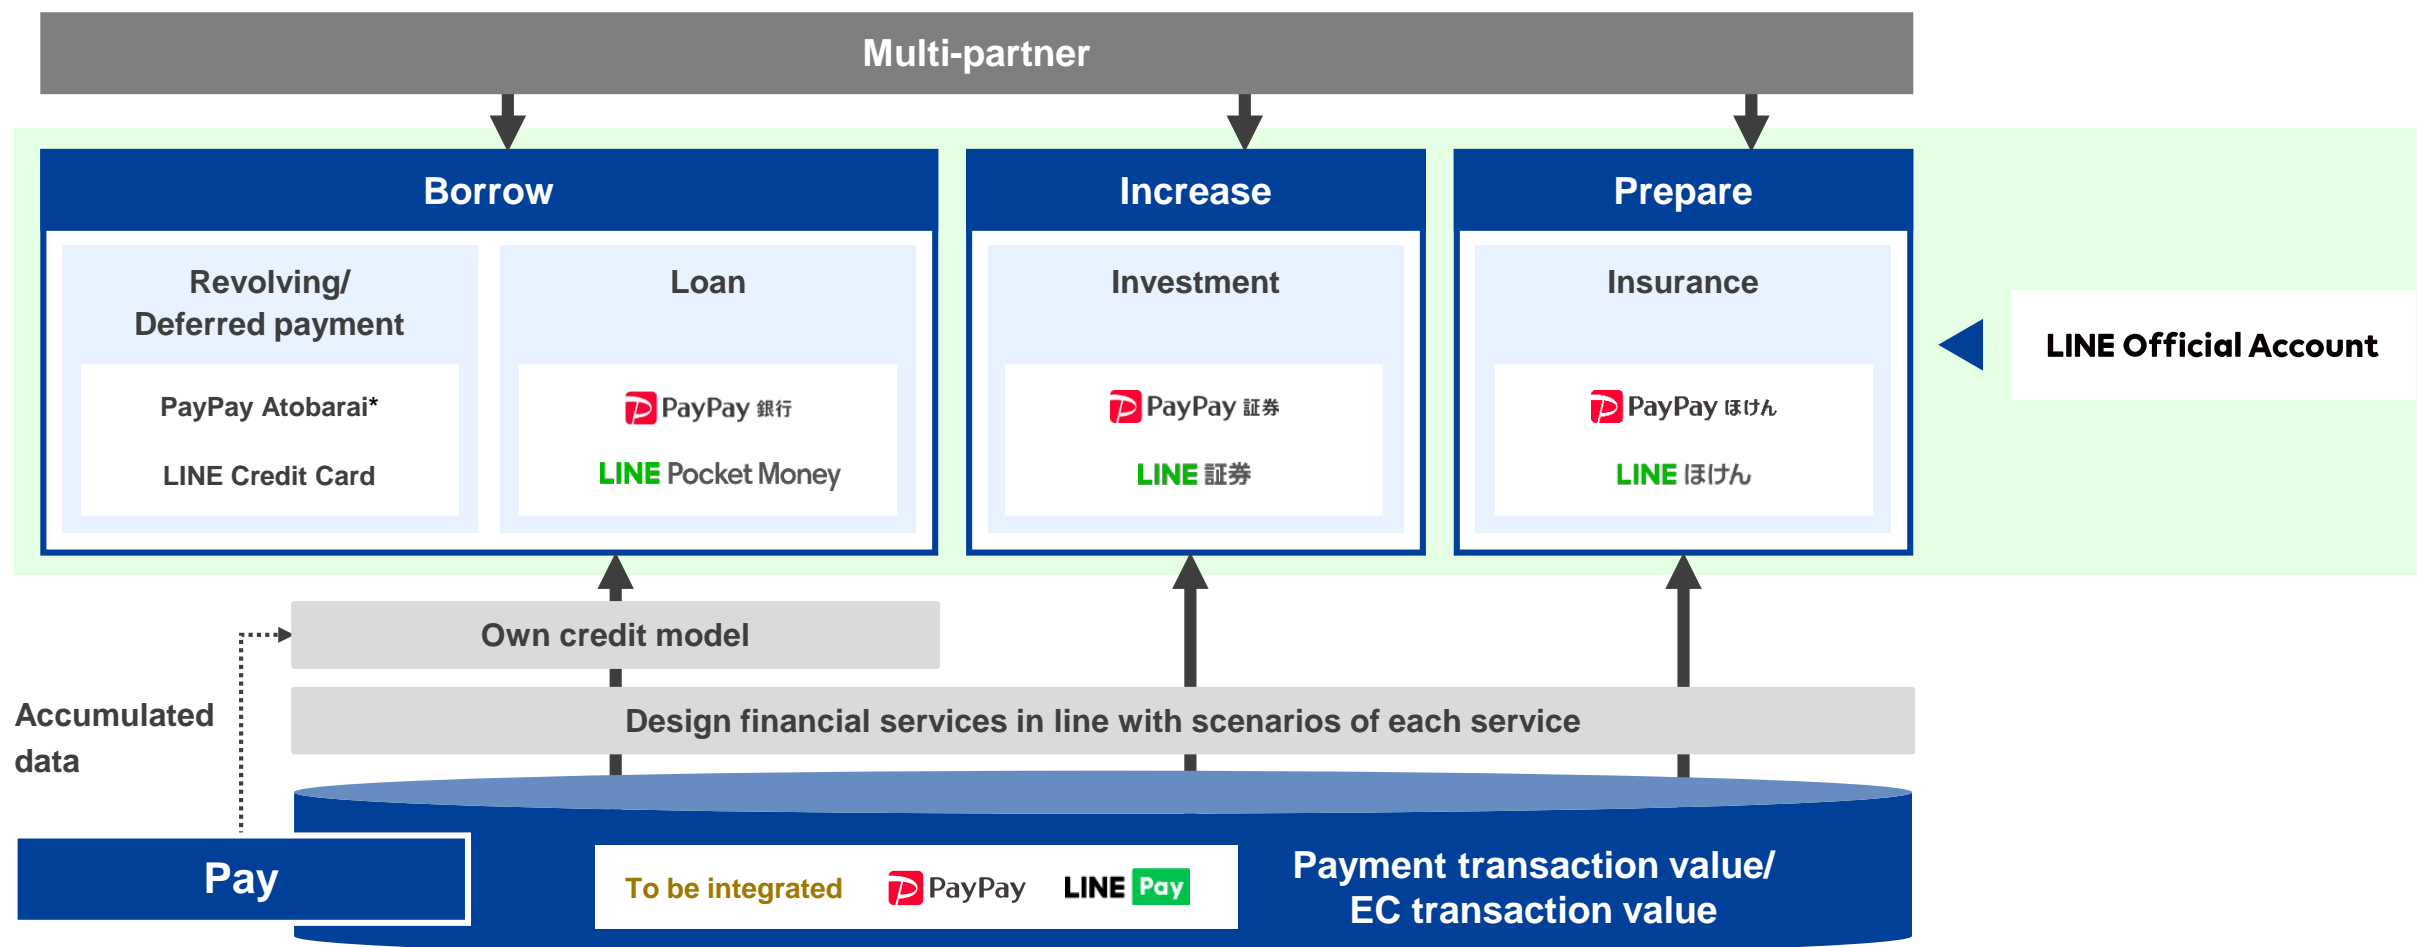 Multi-partner
Borrow
Increase
Prepare
Revolving/
Deferred payment
Loan
Investment
Insurance
PayPay Atobarai*
LINE Credit Card
PayPay 銀行
LINE Pocket Money
PayPay 証券
LINE 証券
PayPay ほけん
LINE ほけん
LINE Official Account
Own credit model
Accumulated
data
Design financial services in line with scenarios of each service
Pay
To be integrated
PayPay
LINE Pay
Payment transaction value/
EC transaction value